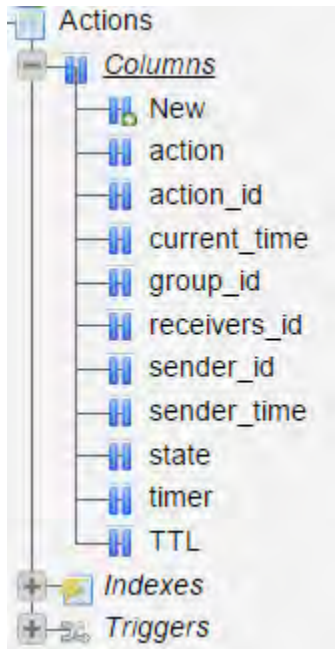 Actions
Columns
New
action
action_id
current_time
group_id
receivers_id
sender_id
sender_time
state
timer
TTL
Indexes
Triggers